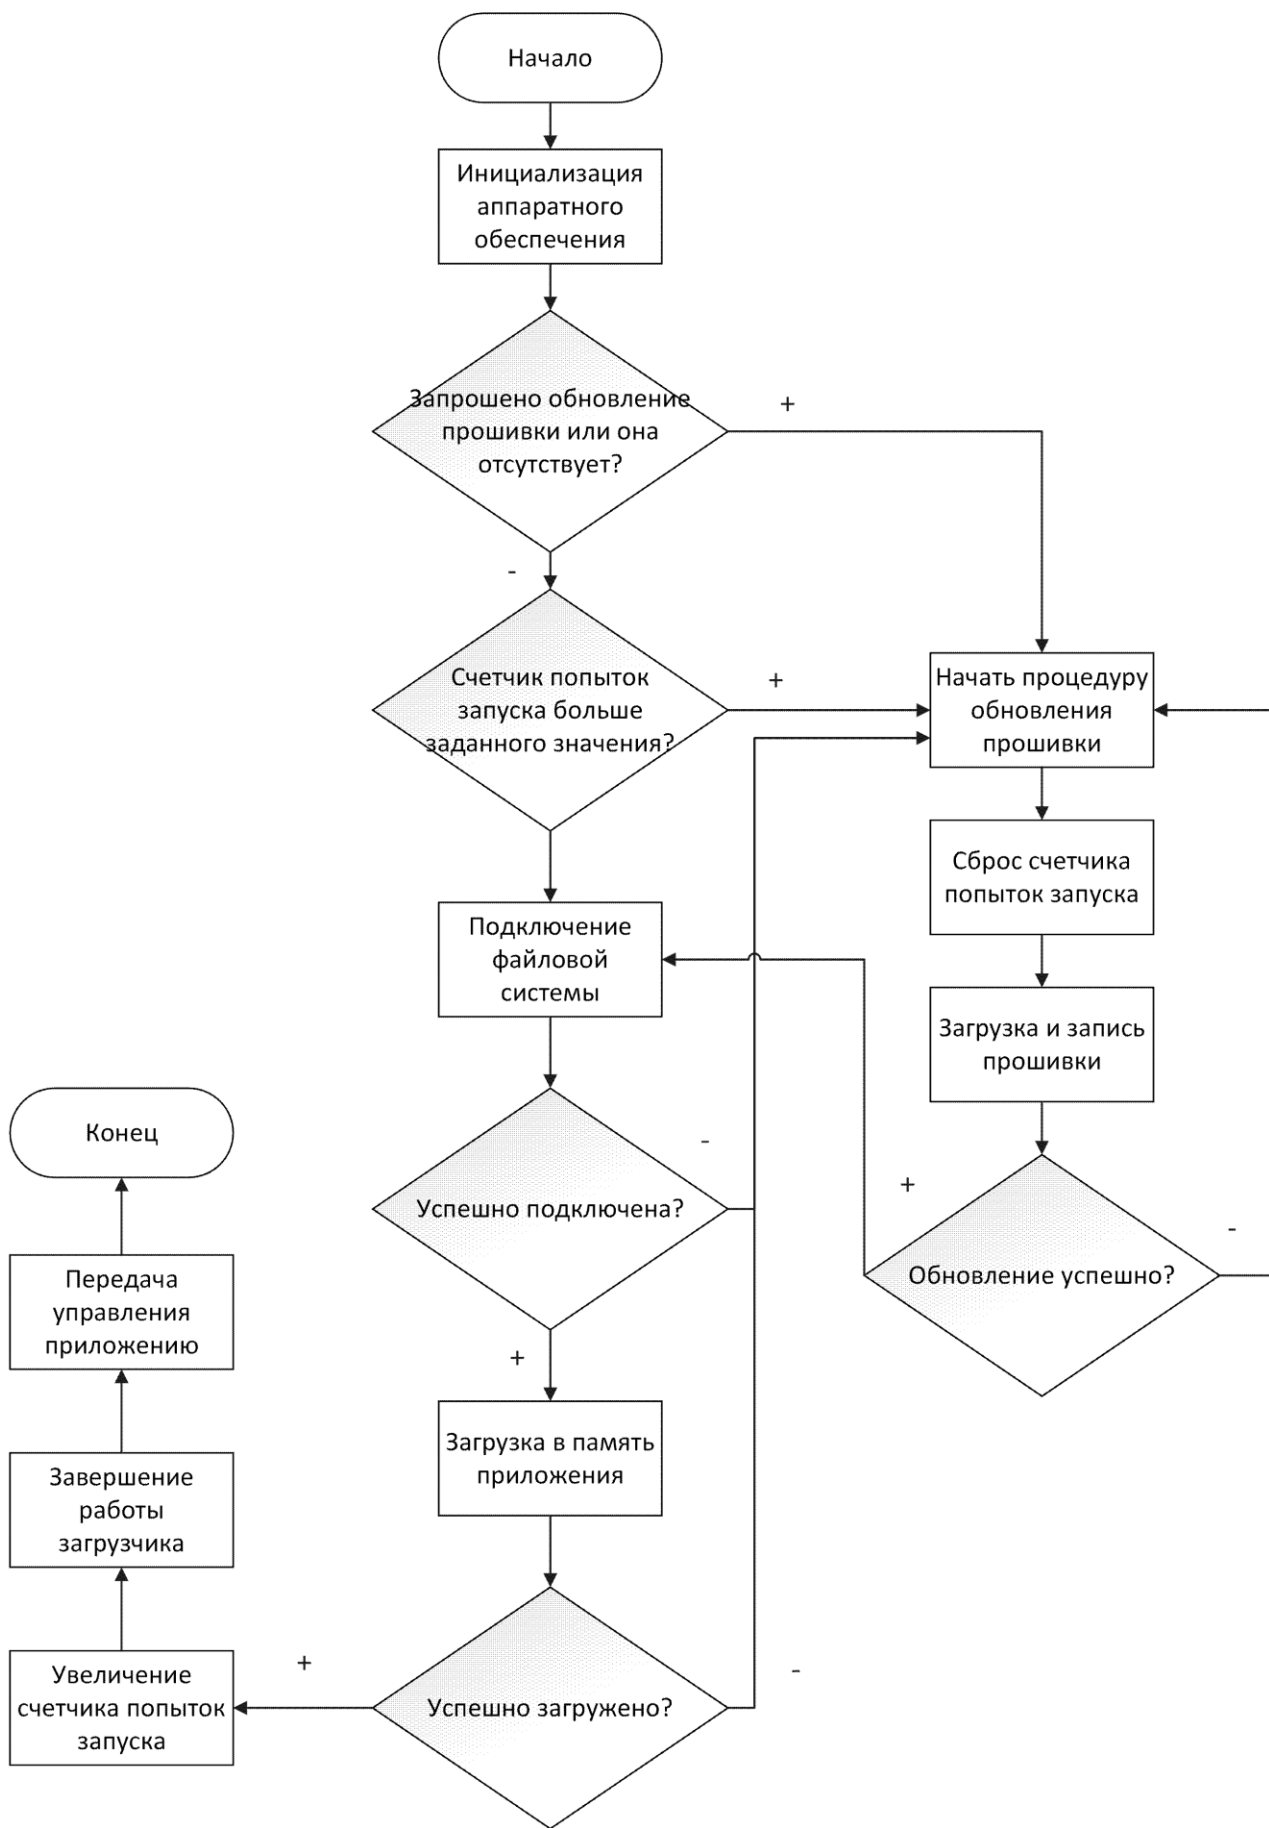 Начало
Инициализация
аппаратного
обеспечения
Запрошено обновление
прошивки или она
отсутствует?
+
-
Счетчик попыток
запуска больше
заданного значения?
+
Начать процедуру
обновления
прошивки
Сброс счетчика
попыток запуска
Подключение
файловой
системы
Загрузка и запись
прошивки
Конец
-
Успешно подключена?
+
+
Обновление успешно?
-
Передача
управления
приложению
Загрузка в память
приложения
Завершение
работы
загрузчика
Увеличение
счетчика попыток
запуска
+
Успешно загружено?
-